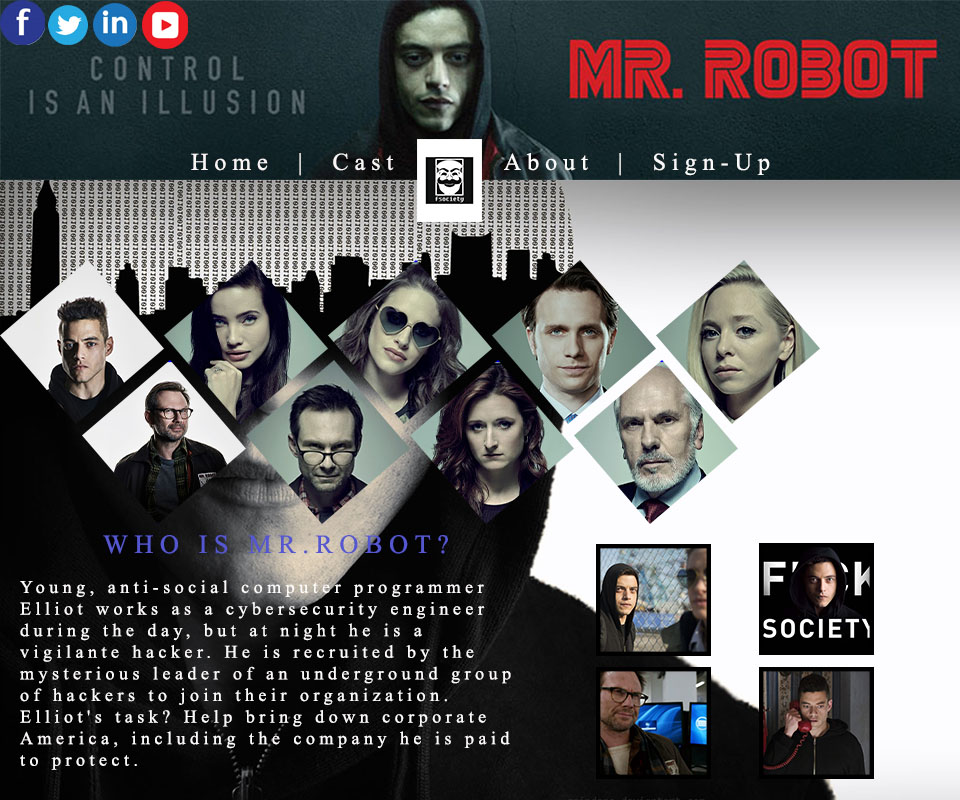 f
in
CONTROL
IS AN ILLUSION
MR. ROBOT
Home | Cast
About | Sign-Up
fsociety
WHO IS MR.ROBOT?
Young, anti-social computer programmer
Elliot works as a cybersecurity engineer
during the day, but at night he is a
vigilante hacker. He is recruited by the
mysterious leader of an underground group
of hackers to join their organization.
Elliot's task? Help bring down corporate
America, including the company he is paid
to protect.
SOCIETY